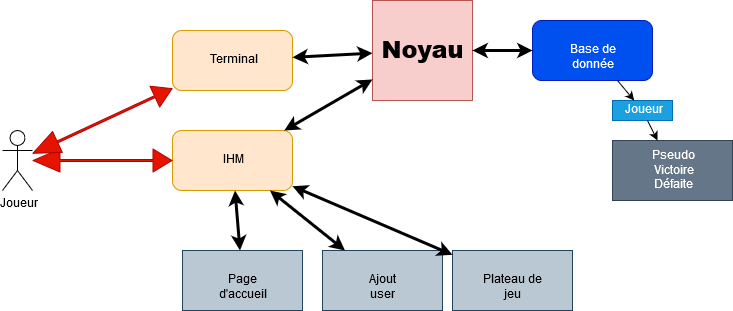 Terminal
Noyau
Base de
donnée
Joueur
IHM
Pseudo
Victoire
Défaite
Joueur
Page
d'accueil
Ajout
user
Plateau de
jeu